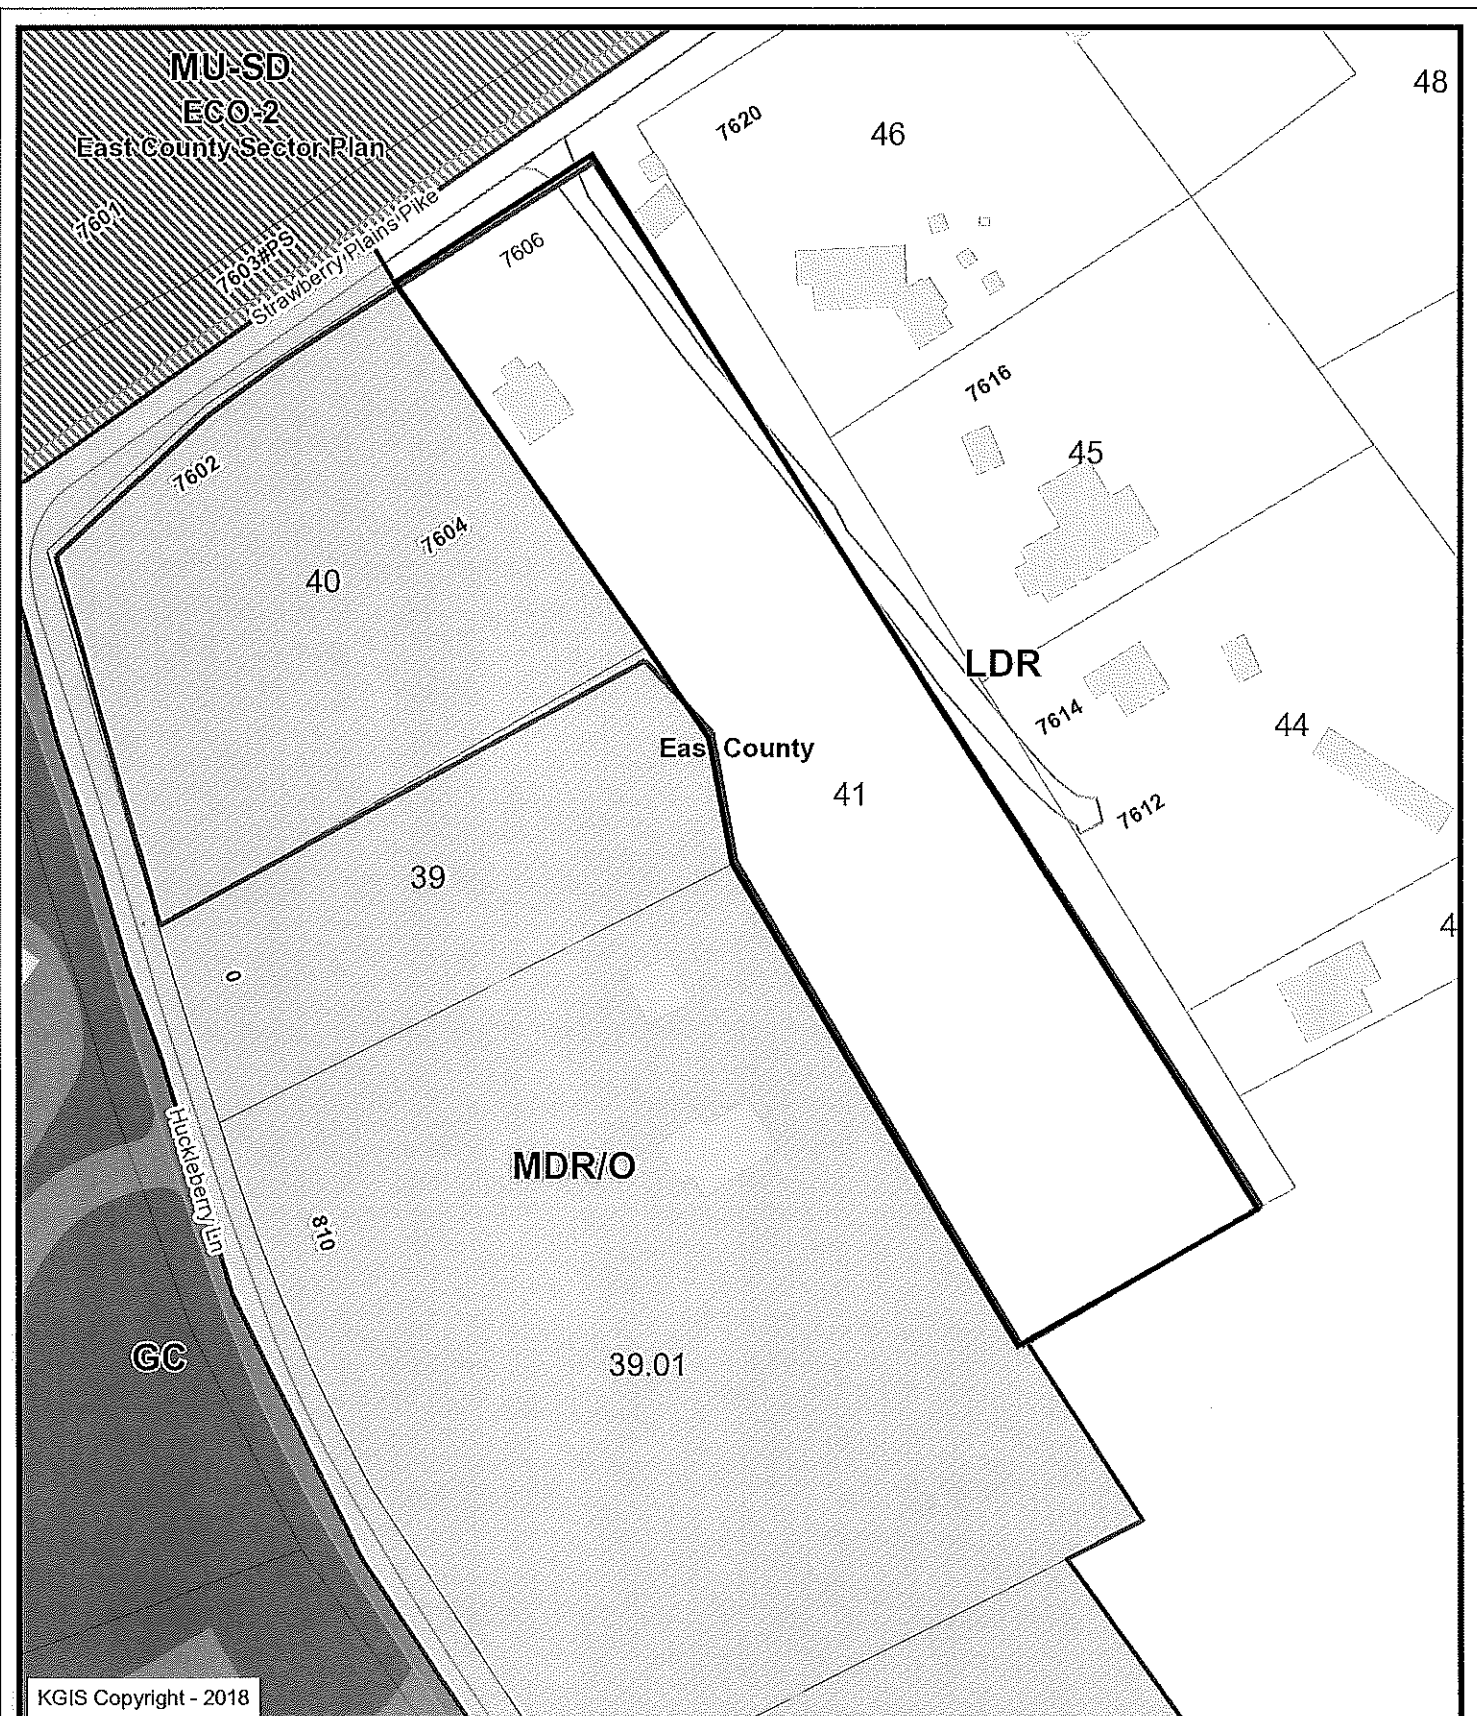 MU-SD
ECO-2
East County Sector Plan
48
7620
46
7601
7603#PS
Strawberry Plains Pike
7606
7616
45
7602
7604
40
LDR
7614
44
East County
41
7612
39
4
0
Huckleberry Ln
MDR/O
810
GC
39.01
KGIS Copyright - 2018